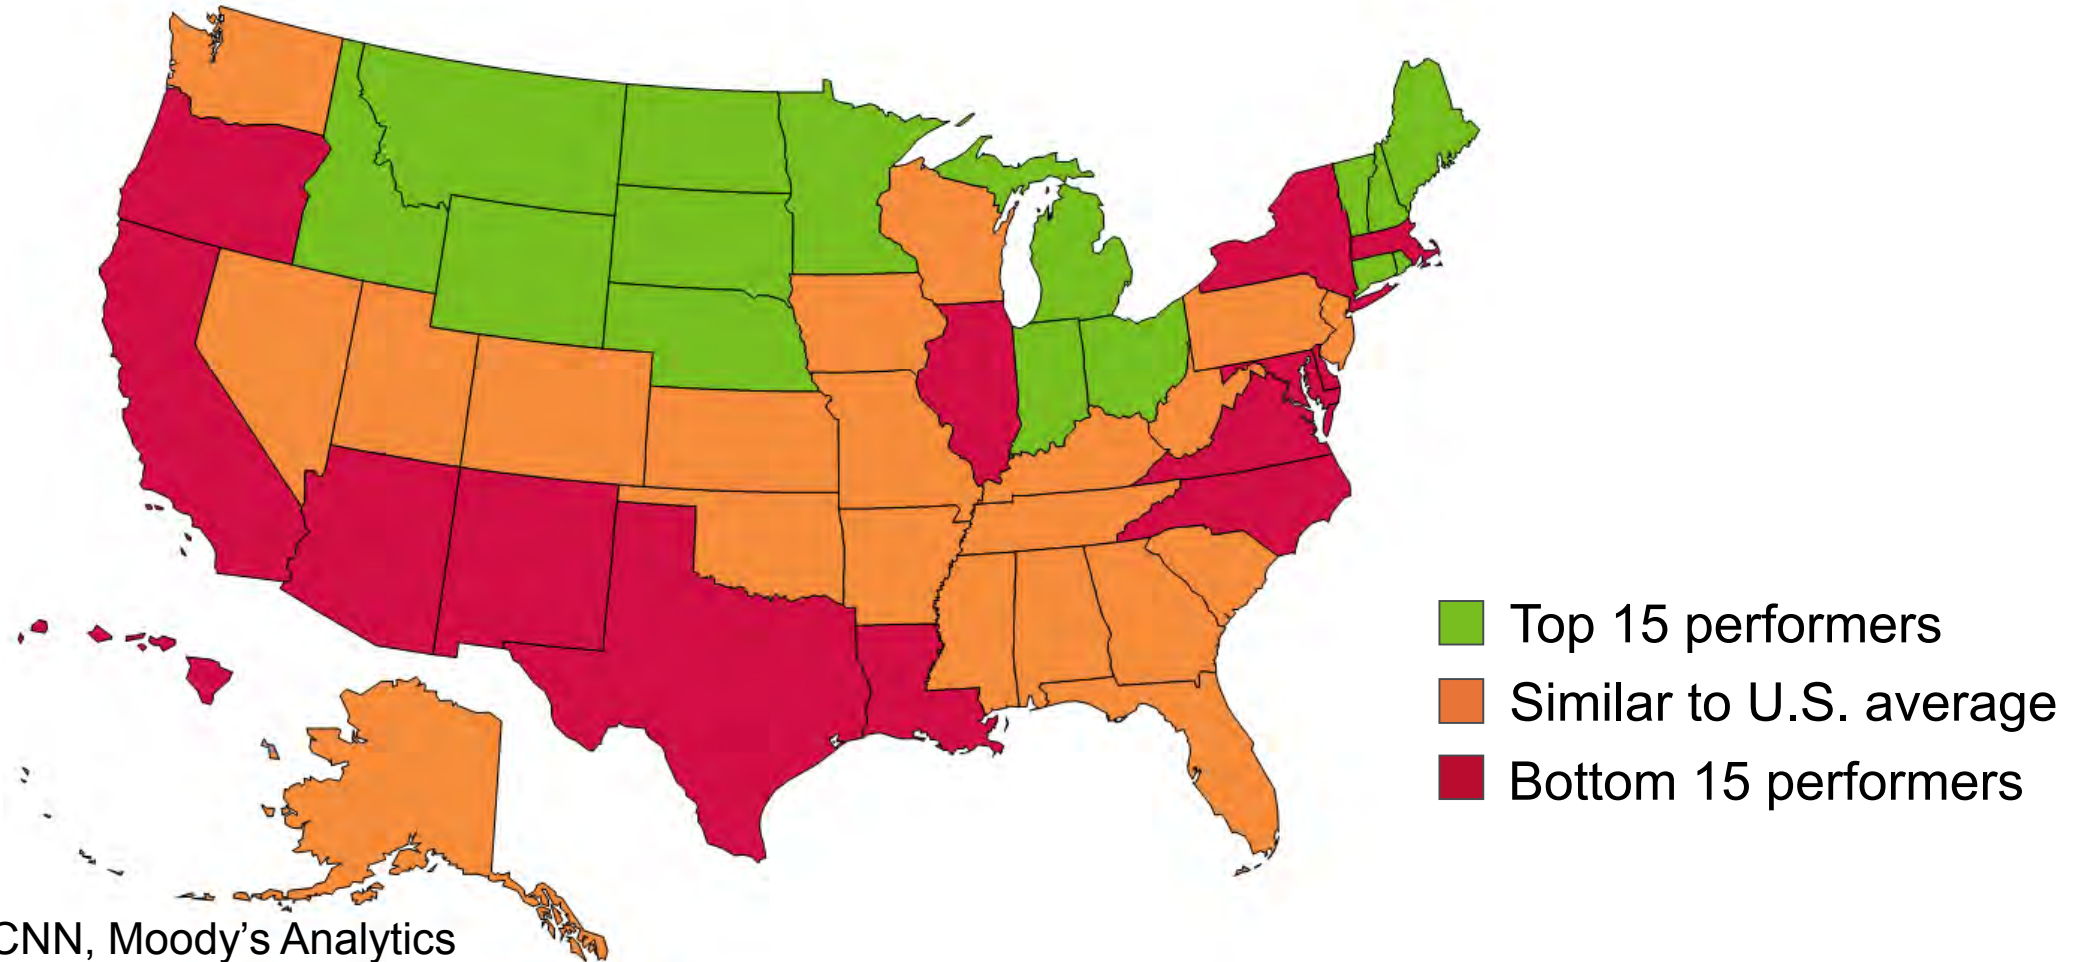 Top 15 performers
Similar to U.S. average
Bottom 15 performers
CNN, Moody's Analytics